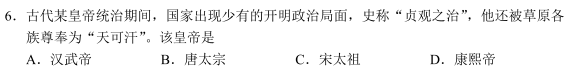 6．古代某皇帝统治期间，国家出现少有的开明政治局面，史称“贞观之治”，他还被草原各
族尊奉为“天可汗”。该皇帝是
A．汉武帝 B．唐太宗 C．宋太祖 D．康熙帝